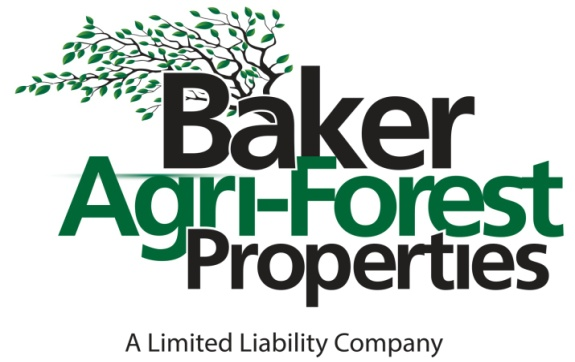 Baker
Agri-Forest
Properties
A Limited Liability Company